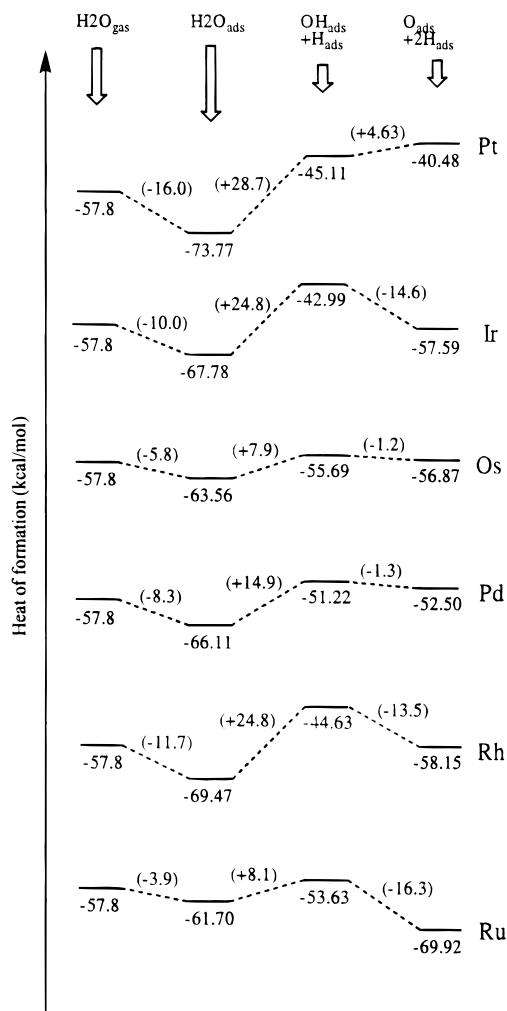 H2Ogas H2Oads OHads +Hads Oads +2Hads
Heat of formation (kcal/mol)
(-16.0) (+28.7) (+4.63) Pt
-57.8 -73.77 -45.11 -40.48
(-10.0) (+24.8) (-14.6) Ir
-57.8 -67.78 -42.99 -57.59
(-5.8) (+7.9) (-1.2) Os
-57.8 -63.56 -55.69 -56.87
(-8.3) (+14.9) (-1.3) Pd
-57.8 -66.11 -51.22 -52.50
(-11.7) (+24.8) (-13.5) Rh
-57.8 -69.47 -44.63 -58.15
(-3.9) (+8.1) (-16.3) Ru
-57.8 -61.70 -53.63 -69.92